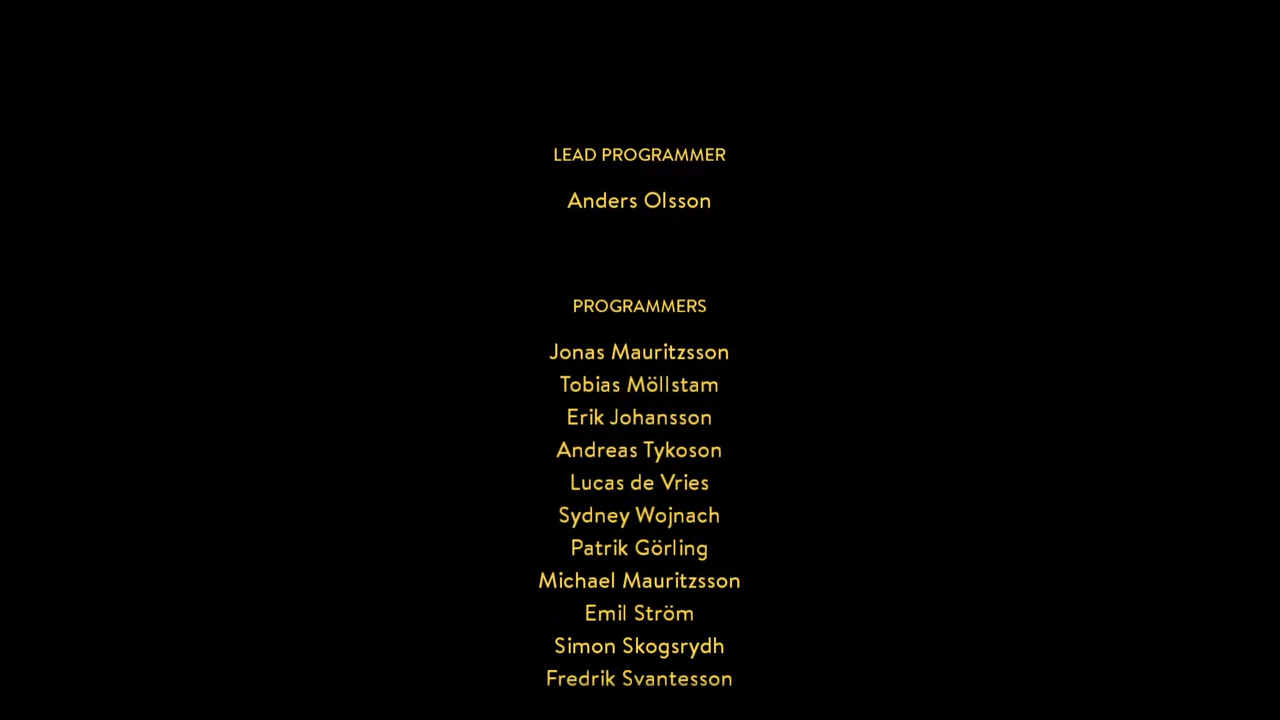 LEAD PROGRAMMER
Anders Olsson
PROGRAMMERS
Jonas Mauritzsson
Tobias Möllstam
Erik Johansson
Andreas Tykoson
Lucas de Vries
Sydney Wojnach
Patrik Görling
Michael Mauritzsson
Emil Ström
Simon Skogsrydh
Fredrik Svantesson